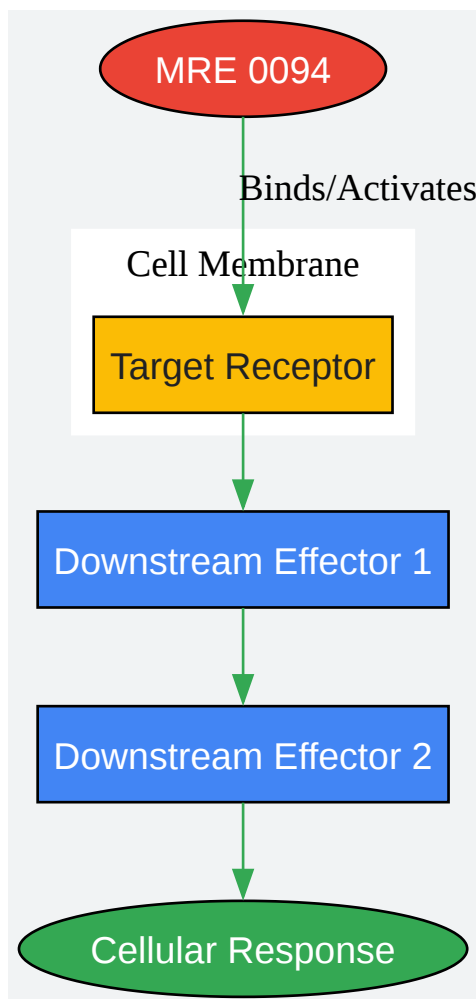 MRE 0094
Binds/Activates
Cell Membrane
Target Receptor
Downstream Effector 1
Downstream Effector 2
Cellular Response